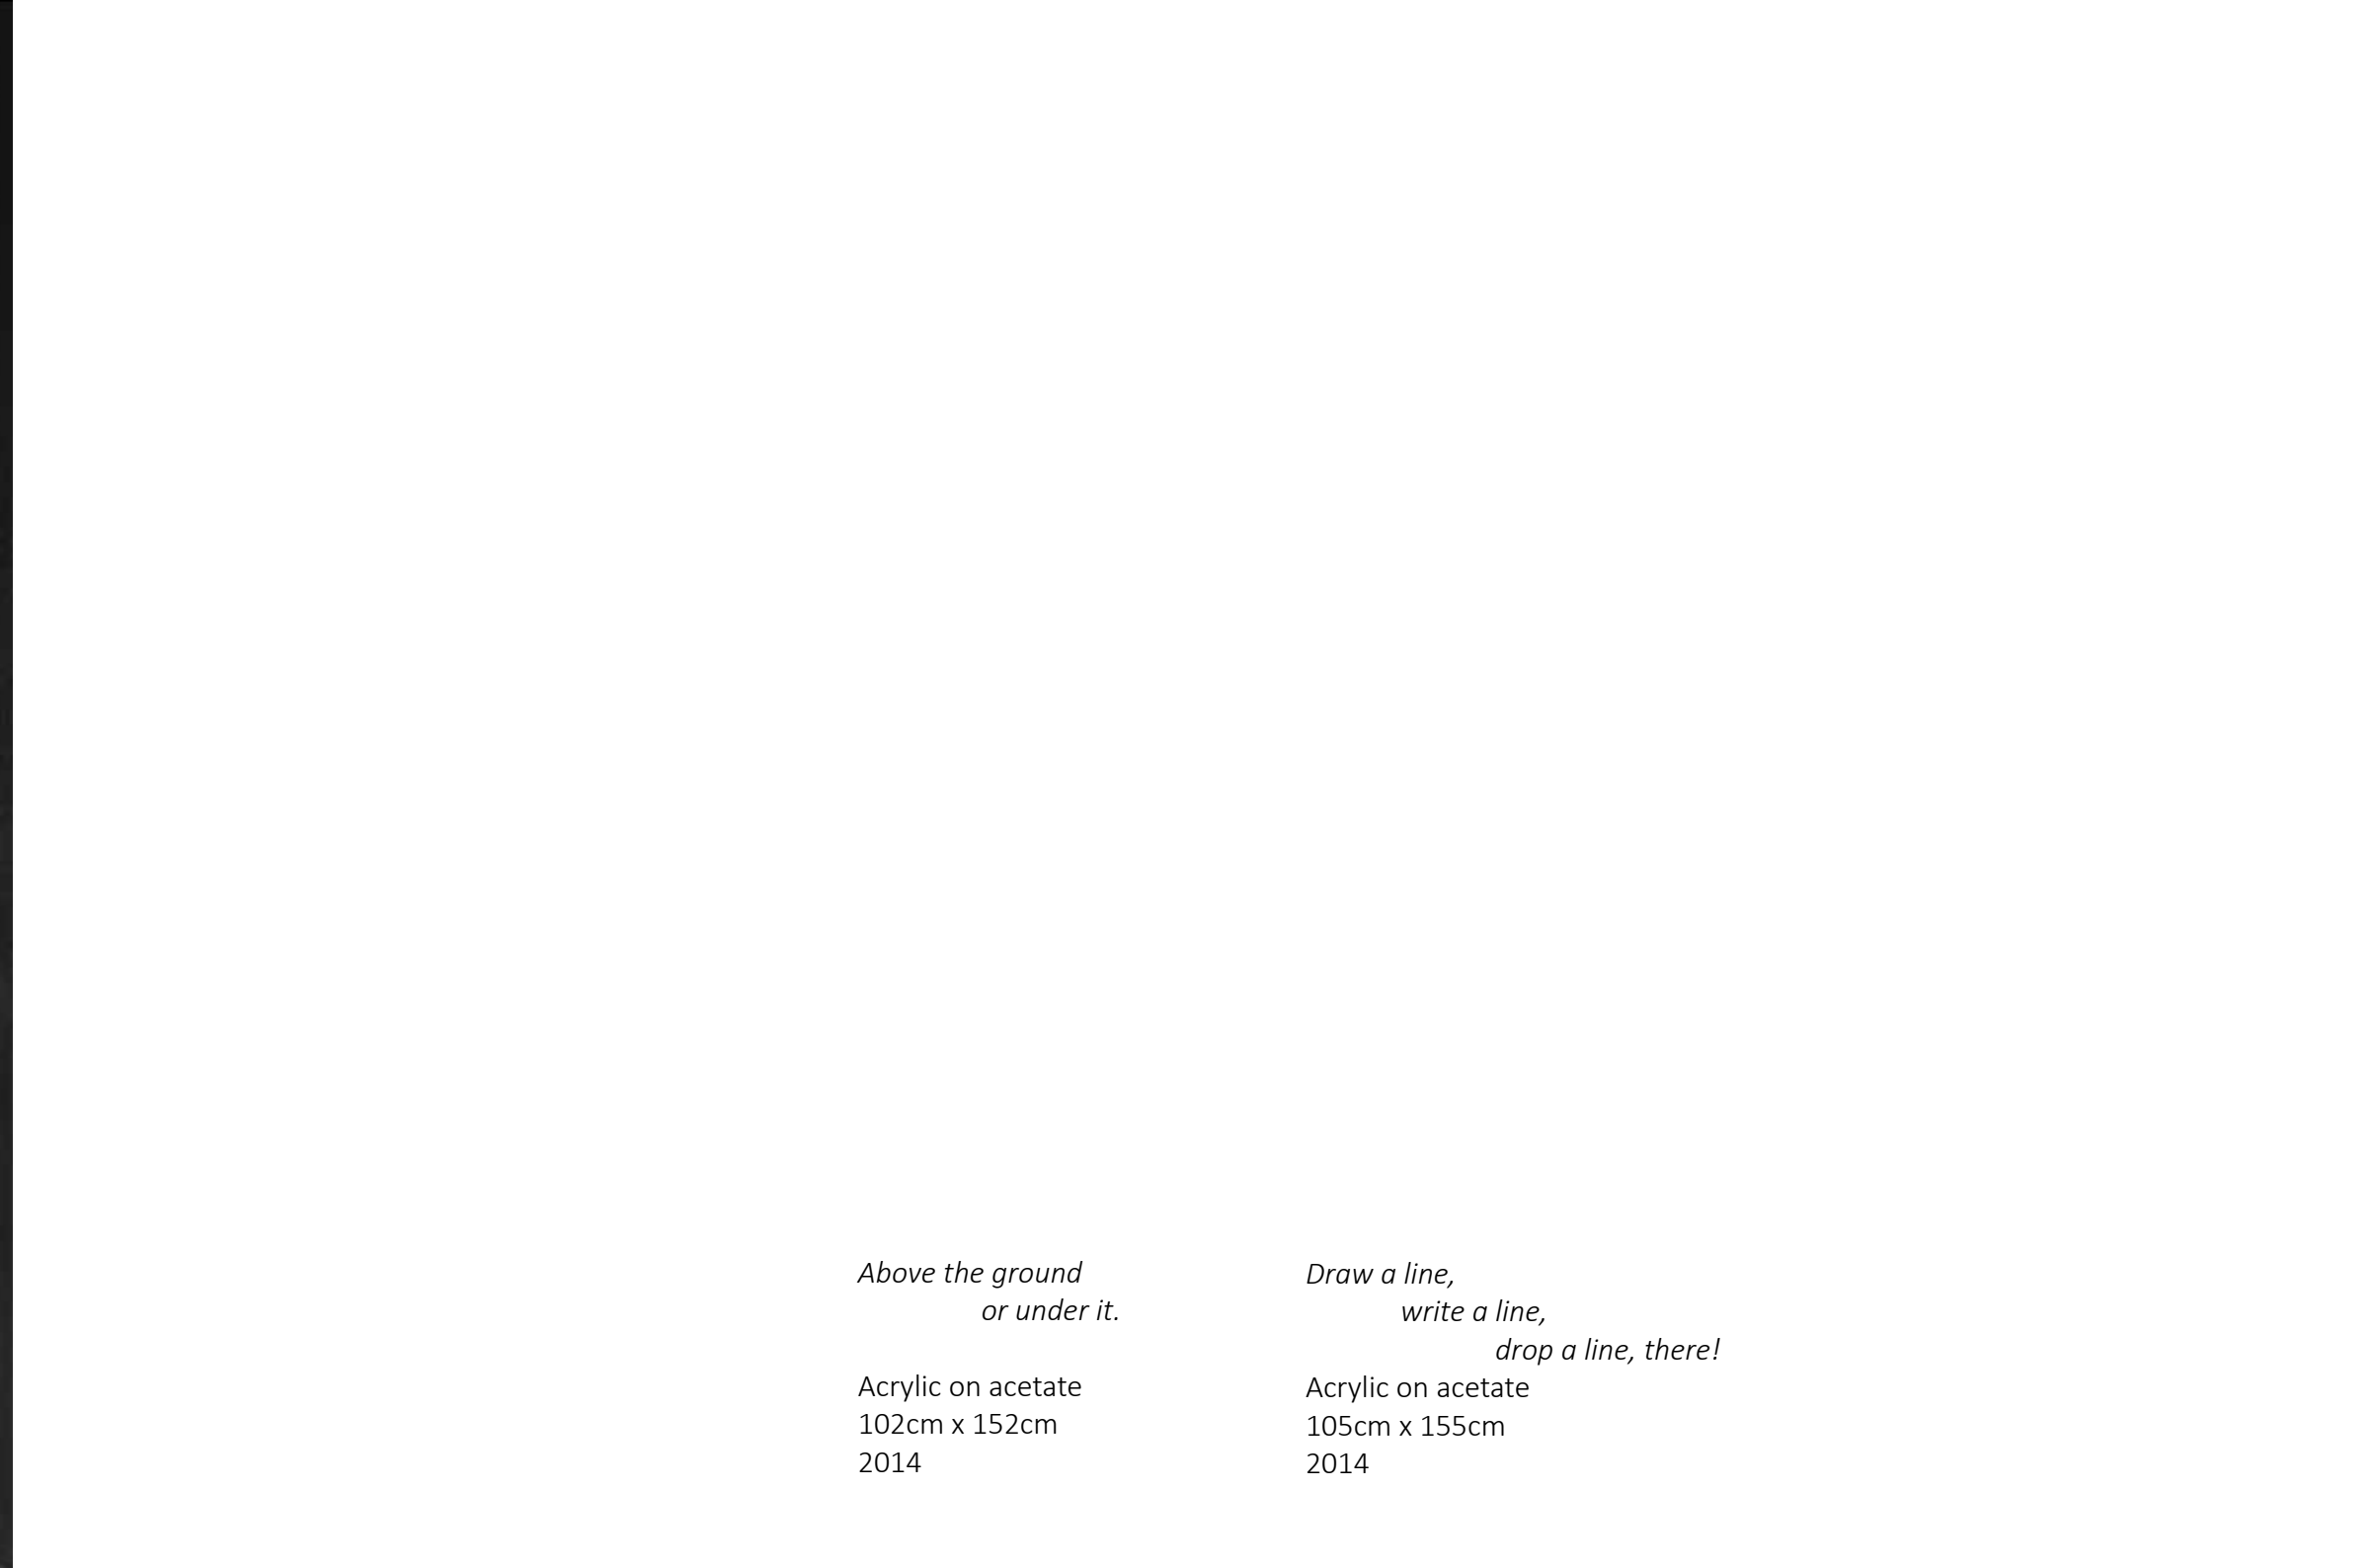 Above the ground
or under it.
Acrylic on acetate
102cm x 152cm
2014
Draw a line,
write a line,
drop a line, there!
Acrylic on acetate
105cm x 155cm
2014